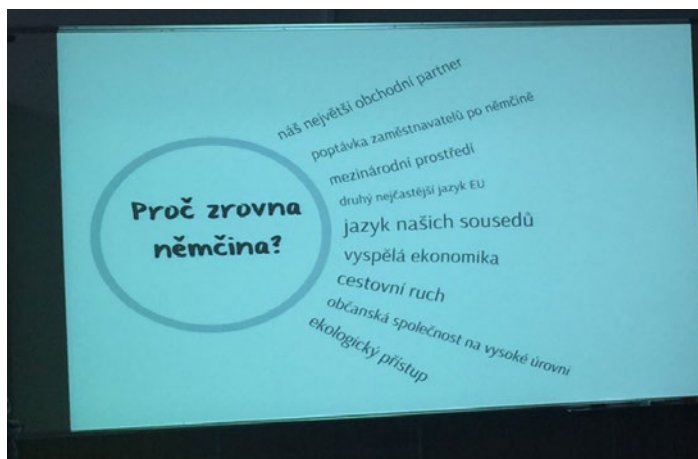 Proč zrovna
němčina?
náš největší obchodní partner
poptávka zaměstnavatelů po němčině
mezinárodní prostředí
druhý nejčastější jazyk EU
jazyk našich sousedů
vyspělá ekonomika
cestovní ruch
občanská společnost na vysoké úrovni
ekologický přístup